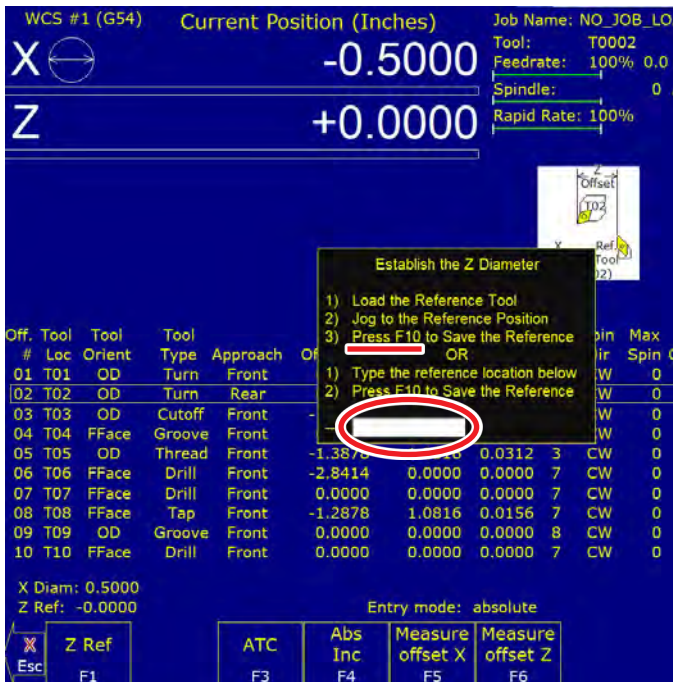 WCS #1 (G54) Current Position (Inches) Job Name: NO_JOB_LO
Tool: T0002
X -0.5000 Feedrate: 100% 0.0
Spindle: 0
Z +0.0000 Rapid Rate: 100%
Z
Offset
T02
X Ref.
Tool
Establish the Z Diameter
1) Load the Reference Tool
2) Jog to the Reference Position
3) Press F10 to Save the Reference
OR
1) Type the reference location below
2) Press F10 to Save the Reference
Off. Tool Tool Tool Max
# Loc Orient Type Approach Spin
01 T01 OD Turn Front CW 0
02 T02 OD Turn Rear CW 0
03 T03 OD Cutoff Front - CW 0
04 T04 FFace Groove Front CW 0
05 T05 OD Thread Front 0.0312 3 CW 0
06 T06 FFace Drill Front -2.8414 0.0000 0.0000 7 CW 0
07 T07 FFace Drill Front 0.0000 0.0000 0.0000 7 CW 0
08 T08 FFace Tap Front -1.2878 1.0816 0.0156 7 CW 0
09 T09 OD Groove Front 0.0000 0.0000 0.0000 8 CW 0
10 T10 FFace Drill Front 0.0000 0.0000 0.0000 7 CW 0
X Diam: 0.5000
Z Ref: -0.0000 Entry mode: absolute
X Esc
Z Ref F1
ATC F3
Abs Inc F4
Measure offset X F5
Measure offset Z F6